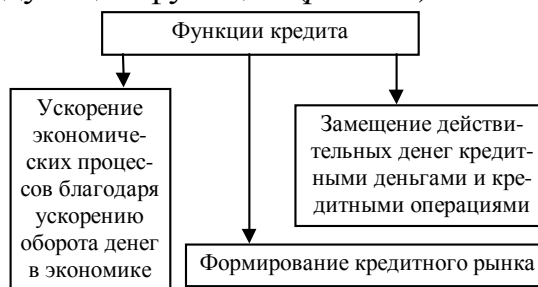 Функции кредита
Ускорение
экономиче-
ских процес-
сов благодаря
ускорению
оборота денег
в экономике
Замещение действи-
тельных денег кредит-
ными деньгами и кре-
дитными операциями
Формирование кредитного рынка